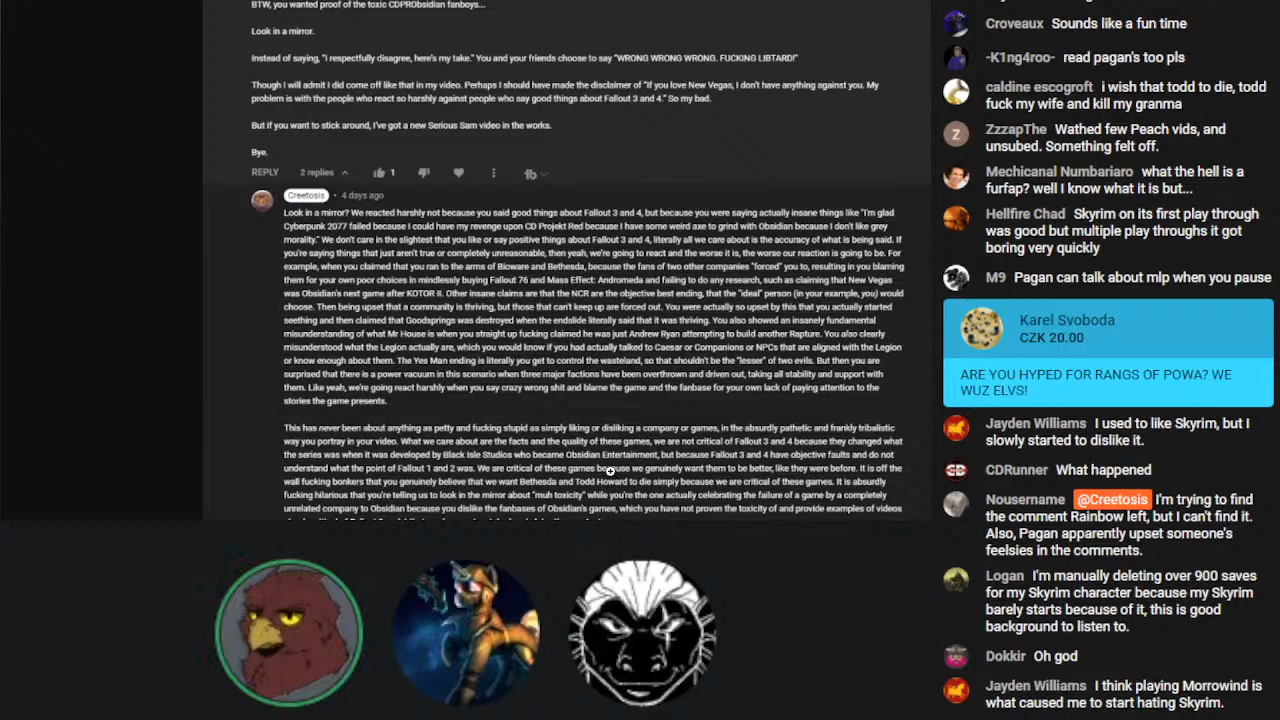 BTW, you wanted proof of the toxic CDPRObsidian fanboys...
Look in a mirror.
Instead of saying, "I respectfully disagree, here's my take." You and your friends choose to say "WRONG WRONG WRONG. FUCKING LIBTARD!"
Though I will admit I did come off like that in my video. Perhaps I should have made the disclaimer of "If you love New Vegas, I don't have anything against you. My
problem is with the people who react so harshly against people who say good things about Fallout 3 and 4." So my bad.
But if you want to stick around, I've got a new Serious Sam video in the works.
Bye.
REPLY 2 replies 1 tb
Creetosis • 4 days ago
Look in a mirror? We reacted harshly not because you said good things about Fallout 3 and 4, but because you were saying actually insane things like "I'm glad
Cyberpunk 2077 failed because I could have my revenge upon CD Projekt Red because I have some weird axe to grind with Obsidian because I don't like grey
morality." We don't care in the slightest that you like or say positive things about Fallout 3 and 4, literally all we care about is the accuracy of what is being said. If
you're saying things that just aren't true or completely unreasonable, then yeah, we're going to react and the worse it is, the worse our reaction is going to be. For
example, when you claimed that you ran to the arms of Bioware and Bethesda, because the fans of two other companies "forced" you to, resulting in you blaming
them for your own poor choices in mindlessly buying Fallout 76 and Mass Effect: Andromeda and failing to do any research, such as claiming that New Vegas
was Obsidian's next game after KOTOR II. Other insane claims are that the NCR are the objective best ending, that the "ideal" person (in your example, you) would
choose. Then being upset that a community is thriving, but those that can't keep up are forced out. You were actually so upset by this that you actually started
seething and then claimed that Goodsprings was destroyed when the endslide literally said that it was thriving. You also showed an insanely fundamental
misunderstanding of what Mr House is when you straight up fucking claimed he was just Andrew Ryan attempting to build another Rapture. You also clearly
misunderstood what the Legion actually are, which you would know if you had actually talked to Caesar or Companions or NPCs that are aligned with the Legion
or know enough about them. The Yes Man ending is literally you get to control the wasteland, so that shouldn't be the "lesser" of two evils. But then you are
surprised that there is a power vacuum in this scenario when three major factions have been overthrown and driven out, taking all stability and support with
them. Like yeah, we're going react harshly when you say crazy wrong shit and blame the game and the fanbase for your own lack of paying attention to the
stories the game presents.
This has never been about anything as petty and fucking stupid as simply liking or disliking a company or games, in the absurdly pathetic and frankly tribalistic
way you portray in your video. What we care about are the facts and the quality of these games, we are not critical of Fallout 3 and 4 because they changed what
the series was when it was developed by Black Isle Studios who became Obsidian Entertainment, but because Fallout 3 and 4 have objective faults and do not
understand what the point of Fallout 1 and 2 was. We are critical of these games because we genuinely want them to be better, like they were before. It is off the
wall fucking bonkers that you genuinely believe that we want Bethesda and Todd Howard to die simply because we are critical of these games. It is absurdly
fucking hilarious that you're telling us to look in the mirror about "muh toxicity" while you're the one actually celebrating the failure of a game by a completely
unrelated company to Obsidian because you dislike the fanbases of Obsidian's games, which you have not proven the toxicity of and provide examples of videos
Croveaux Sounds like a fun time
-K1ng4roo- read pagan's too pls
caldine escogroft i wish that todd to die, todd
fuck my wife and kill my granma
Z
ZzzapThe Wathed few Peach vids, and
unsubed. Something felt off.
Mechicanal Numbariaro what the hell is a
furfap? well I know what it is but...
Hellfire Chad Skyrim on its first play through
was good but multiple play throughs it got
boring very quickly
M9 Pagan can talk about mlp when you pause
Karel Svoboda
CZK 20.00
ARE YOU HYPED FOR RANGS OF POWA? WE
WUZ ELVS!
Jayden Williams I used to like Skyrim, but I
slowly started to dislike it.
CDRunner What happened
Nousername @Creetosis I'm trying to find
the comment Rainbow left, but I can't find it.
Also, Pagan apparently upset someone's
feelsies in the comments.
Logan I'm manually deleting over 900 saves
for my Skyrim character because my Skyrim
barely starts because of it, this is good
background to listen to.
Dokkir Oh god
Jayden Williams I think playing Morrowind is
what caused me to start hating Skyrim.